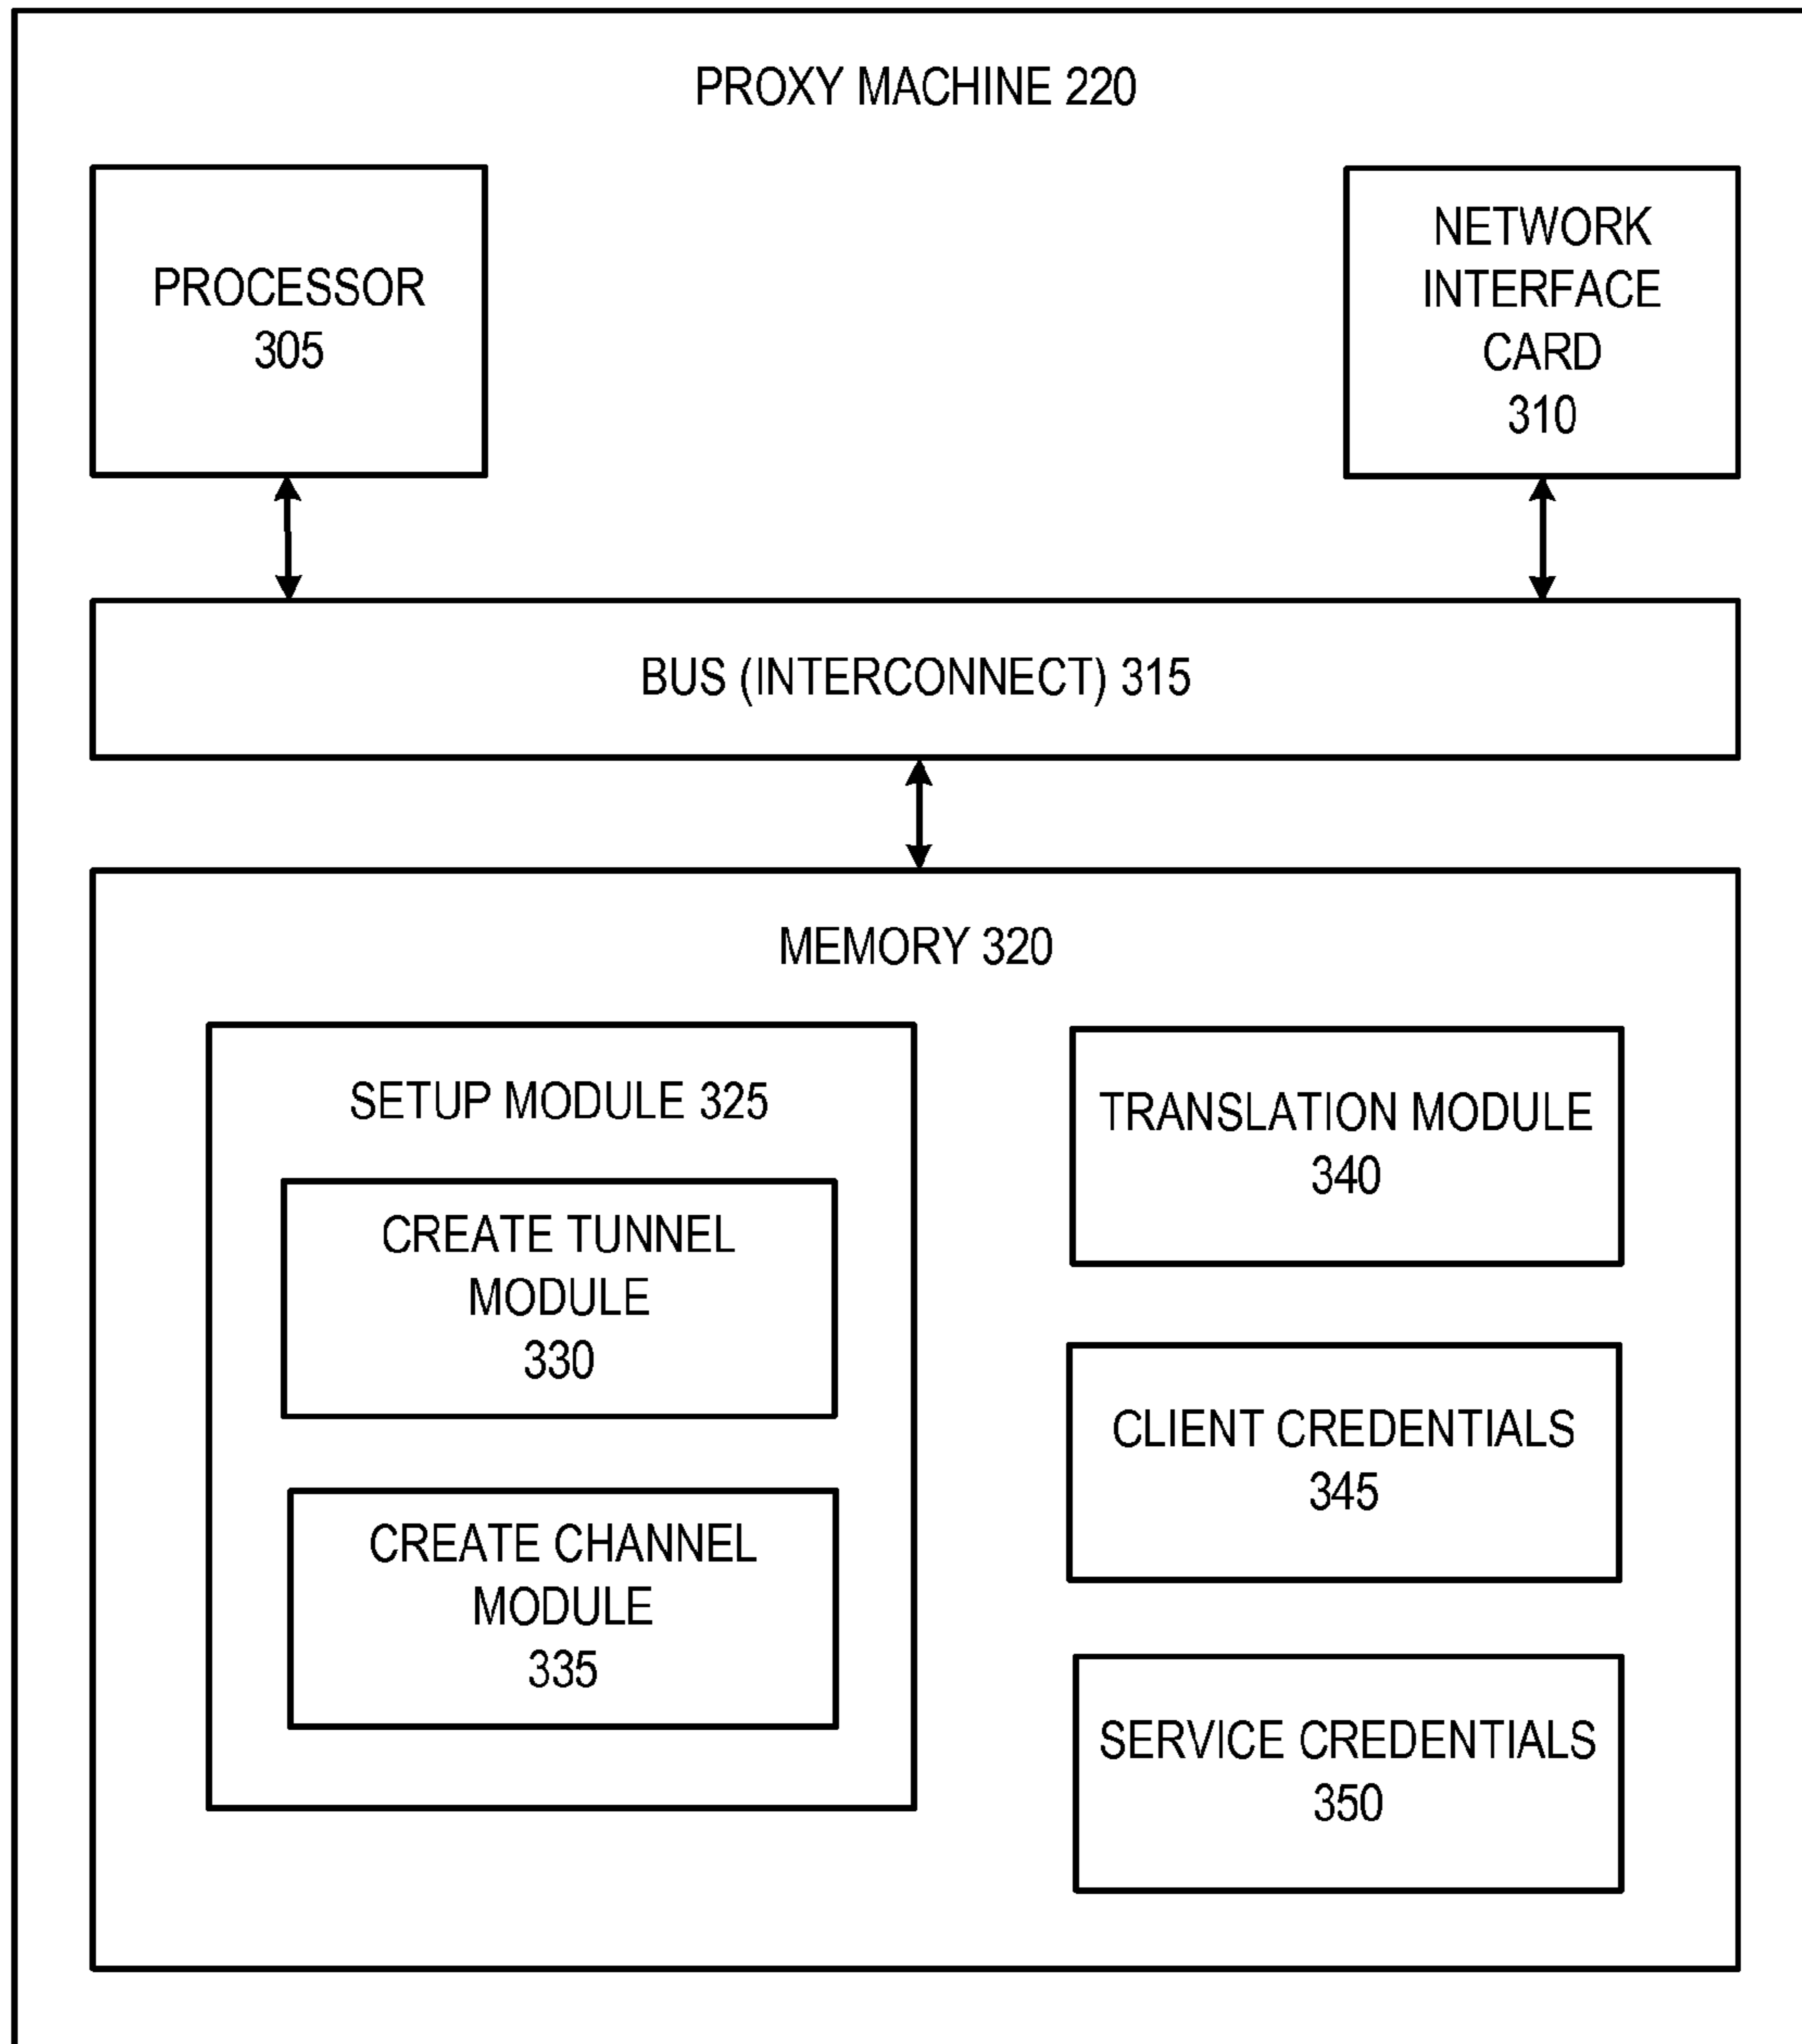 PROXY MACHINE 220
PROCESSOR
305
NETWORK
INTERFACE
CARD
310
BUS (INTERCONNECT) 315
MEMORY 320
SETUP MODULE 325
CREATE TUNNEL
MODULE
330
CREATE CHANNEL
MODULE
335
TRANSLATION MODULE
340
CLIENT CREDENTIALS
345
SERVICE CREDENTIALS
350